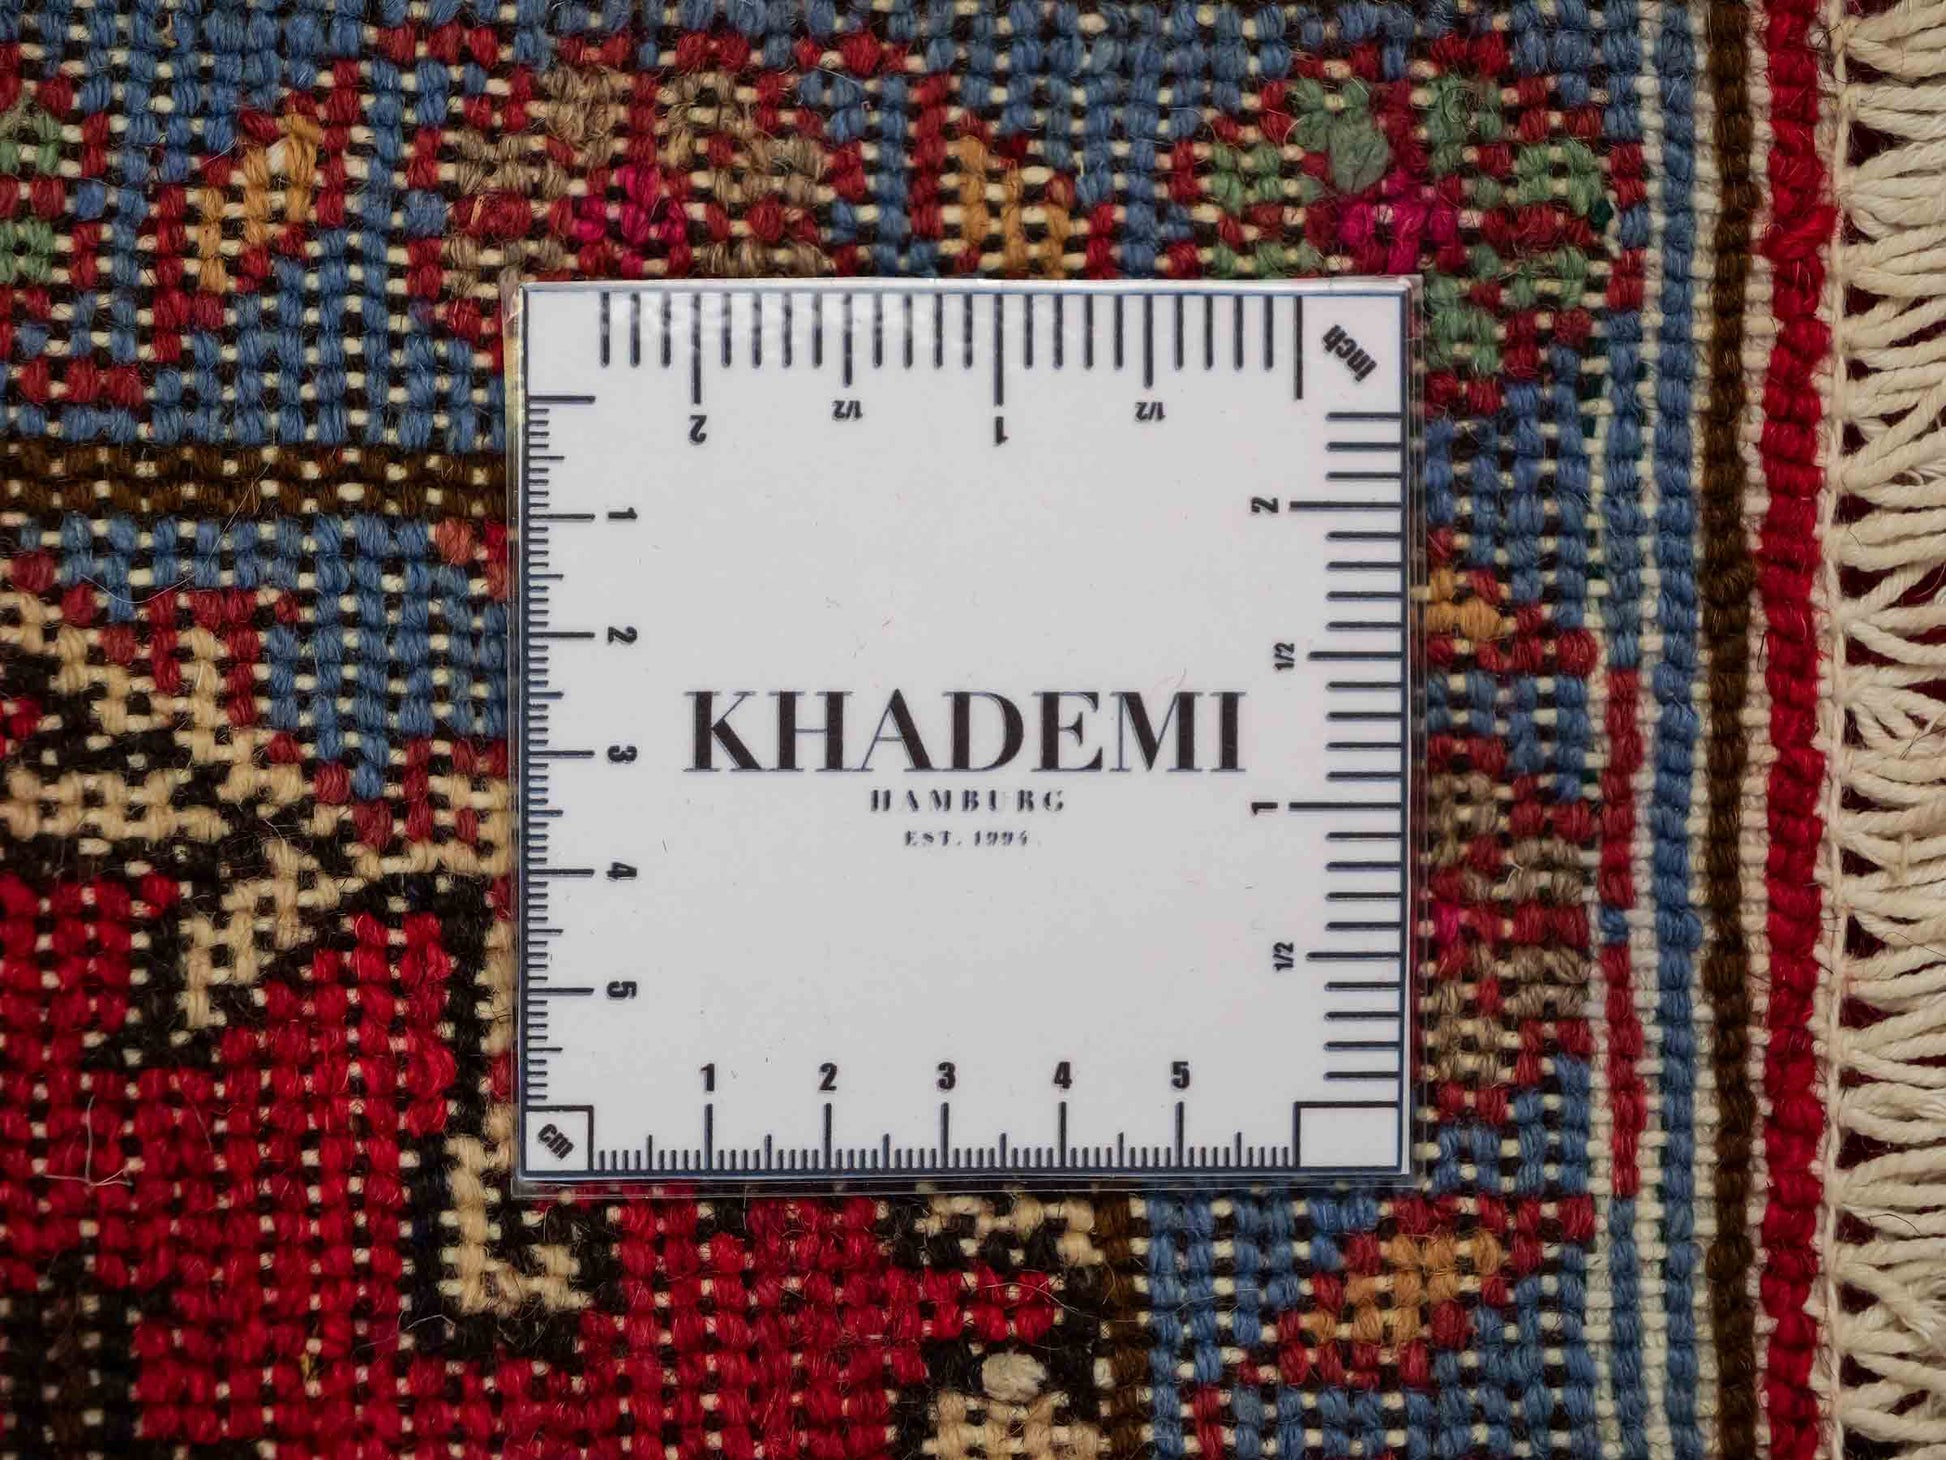 Inch
2 1/2 1 1/2
2
1/2
1
1/2
1
2
3
4
5
KHADEMI
HAMBURG
EST. 1994
1 2 3 4 5
cm